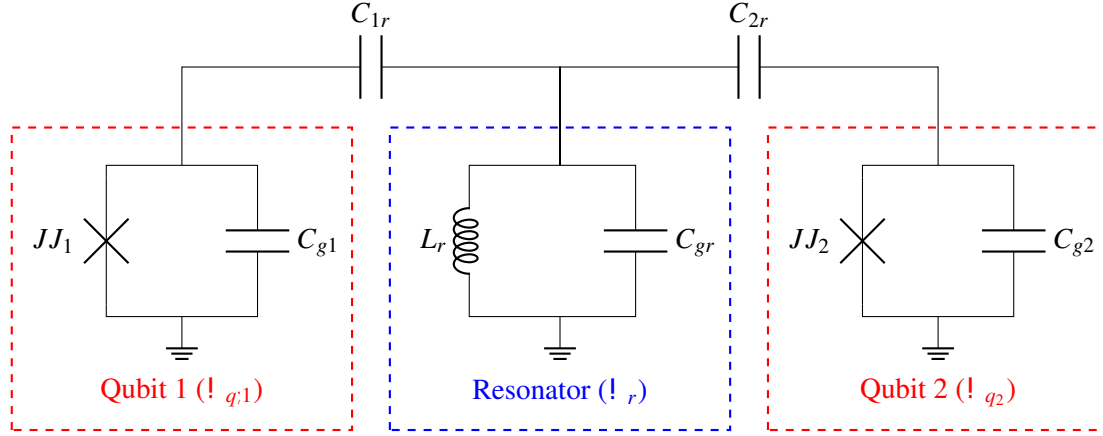 C1r C2r
JJ1 Cg1 Lr Cgr JJ2 Cg2
Qubit 1 (! q;1) Resonator (! r) Qubit 2 (! q2)